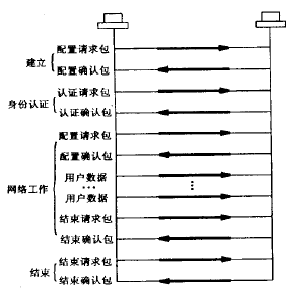 建立
配置请求包
配置确认包
身份认证
认证请求包
认证确认包
网络工作
配置请求包
配置确认包
用户数据
...
...
用户数据
结束请求包
结束确认包
结束
结束请求包
结束确认包